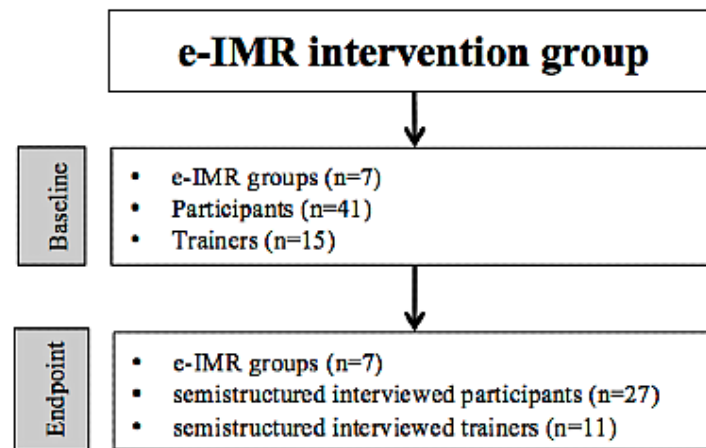 e-IMR intervention group
Baseline
• e-IMR groups (n=7)
• Participants (n=41)
• Trainers (n=15)
Endpoint
• e-IMR groups (n=7)
• semistructured interviewed participants (n=27)
• semistructured interviewed trainers (n=11)